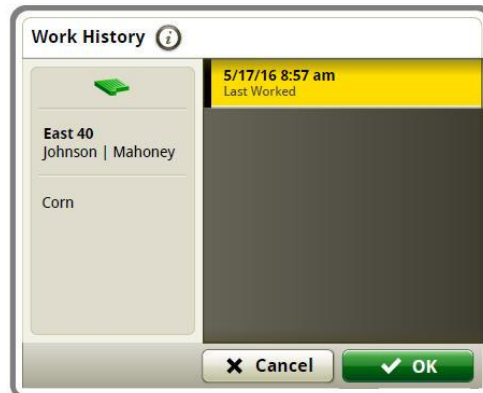 Work History i
East 40
Johnson | Mahoney
Corn
5/17/16 8:57 am
Last Worked
Cancel
OK